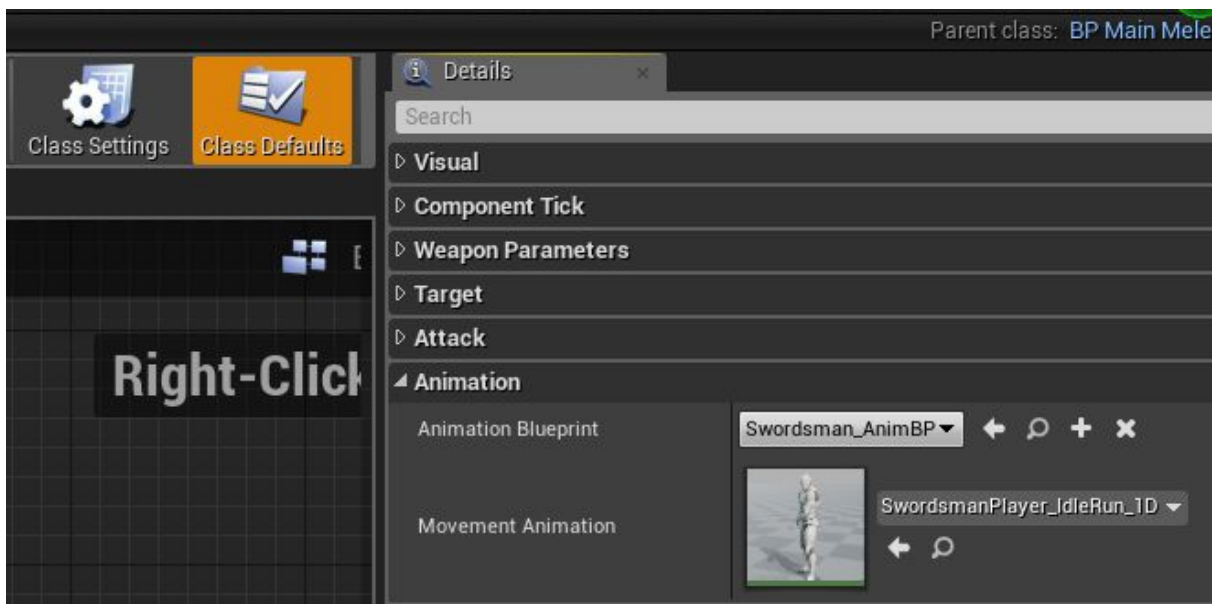 Parent class: BP Main Mele
Class Settings
Class Defaults
Details
Search
Visual
Component Tick
Weapon Parameters
Target
Attack
Right-Click
Animation
Animation Blueprint
Swordsman_AnimBP
Movement Animation
SwordsmanPlayer_IdleRun_1D